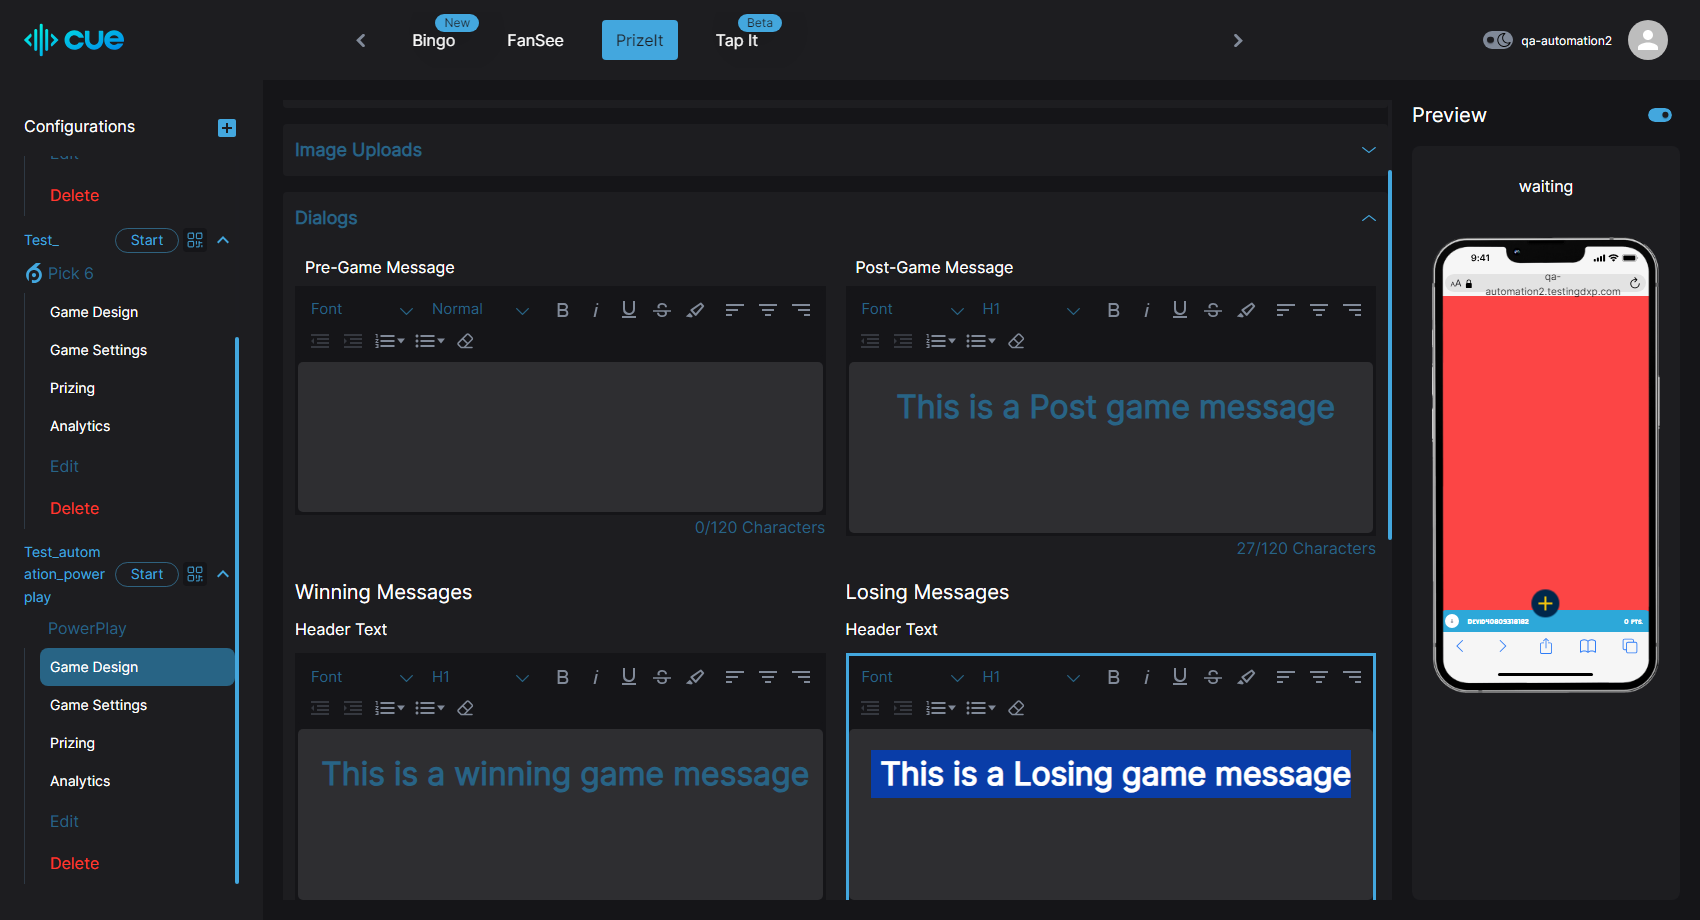 cue
New
Bingo
FanSee
PrizeIt
Beta
Tap It
qa-automation2
Configurations
Edit
Delete
Test_
Start
Pick 6
Game Design
Game Settings
Prizing
Analytics
Edit
Delete
Test_autom
ation_power
play
Start
PowerPlay
Game Design
Game Settings
Prizing
Analytics
Edit
Delete
Image Uploads
Dialogs
Pre-Game Message
Font
Normal
B i U S
0/120 Characters
Post-Game Message
Font
H1
B i U S
This is a Post game message
27/120 Characters
Winning Messages
Header Text
Font
H1
B i U S
This is a winning game message
Losing Messages
Header Text
Font
H1
B i U S
This is a Losing game message
Preview
waiting
9:41
AA
qa-
automation2.testingdxp.com
0 PTS.